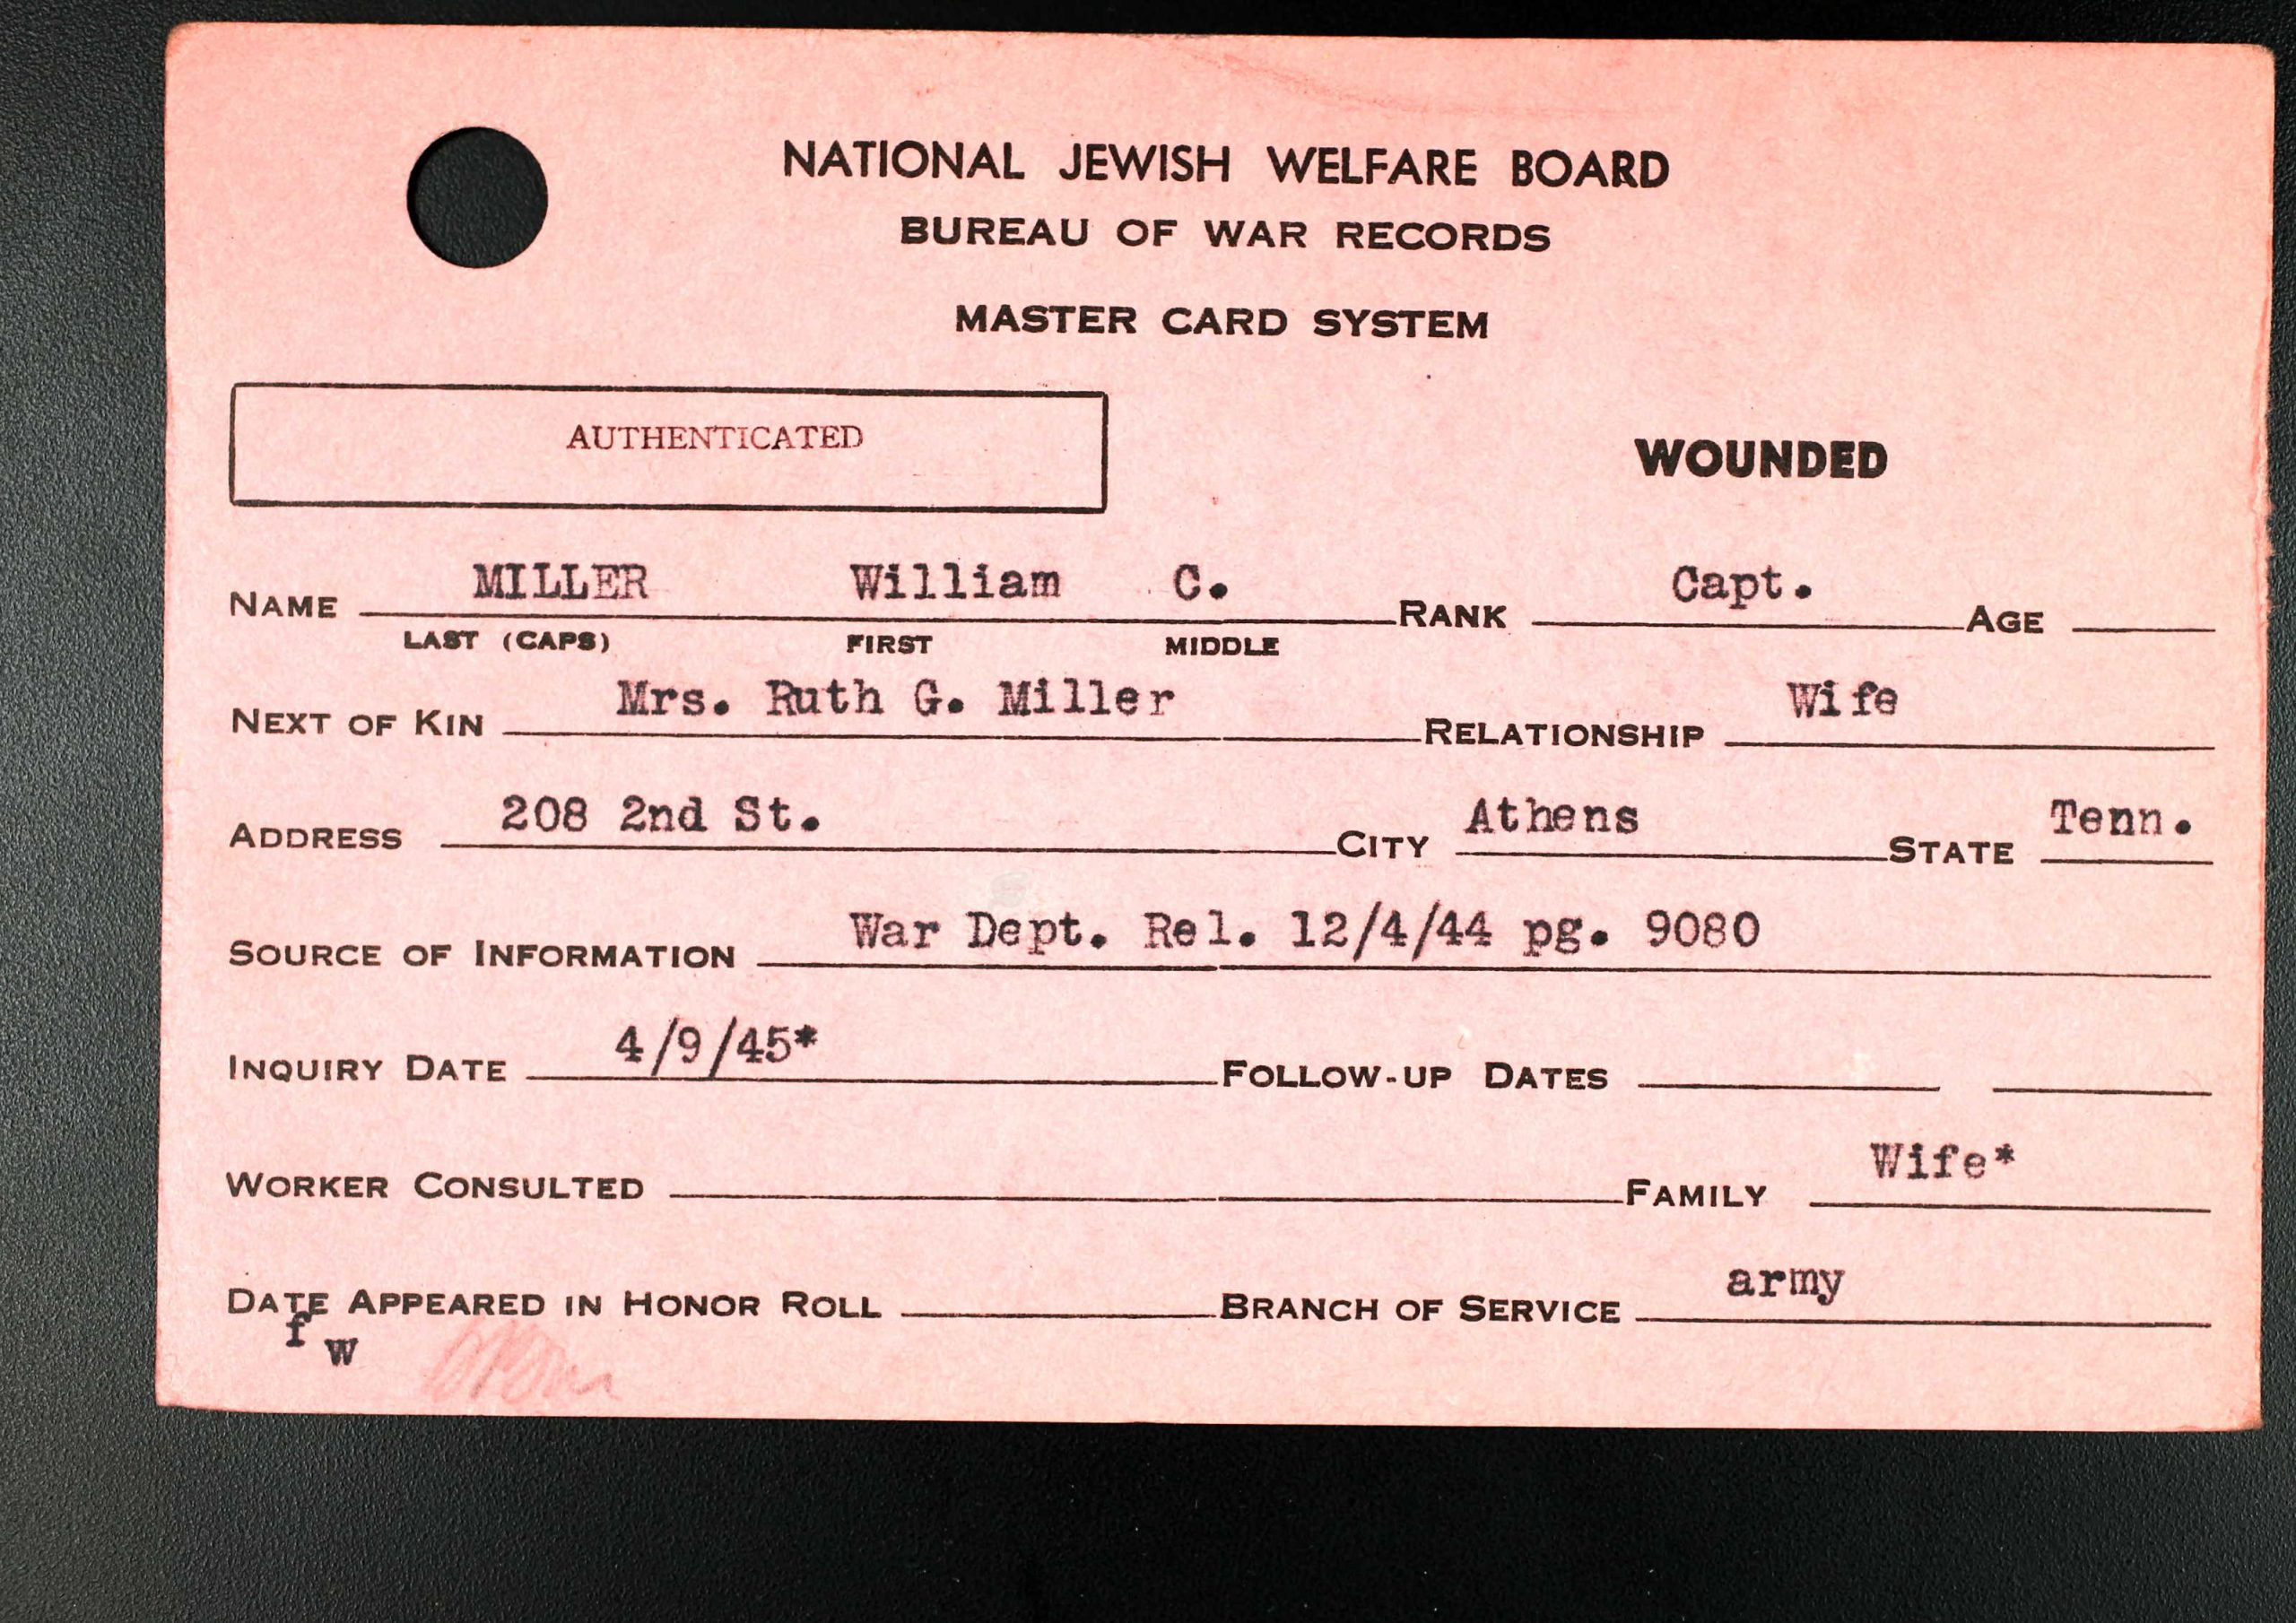 NATIONAL JEWISH WELFARE BOARD
BUREAU OF WAR RECORDS
MASTER CARD SYSTEM
AUTHENTICATED
WOUNDED
NAME MILLER William C. RANK Capt. AGE
LAST (CAPS) FIRST MIDDLE
NEXT OF KIN Mrs. Ruth G. Miller RELATIONSHIP Wife
ADDRESS 208 2nd St. CITY Athens STATE Tenn.
SOURCE OF INFORMATION War Dept. Rel. 12/4/44 pg. 9080
INQUIRY DATE 4/9/45* FOLLOW-UP DATES
WORKER CONSULTED FAMILY Wife*
DATE APPEARED IN HONOR ROLL BRANCH OF SERVICE army
f w